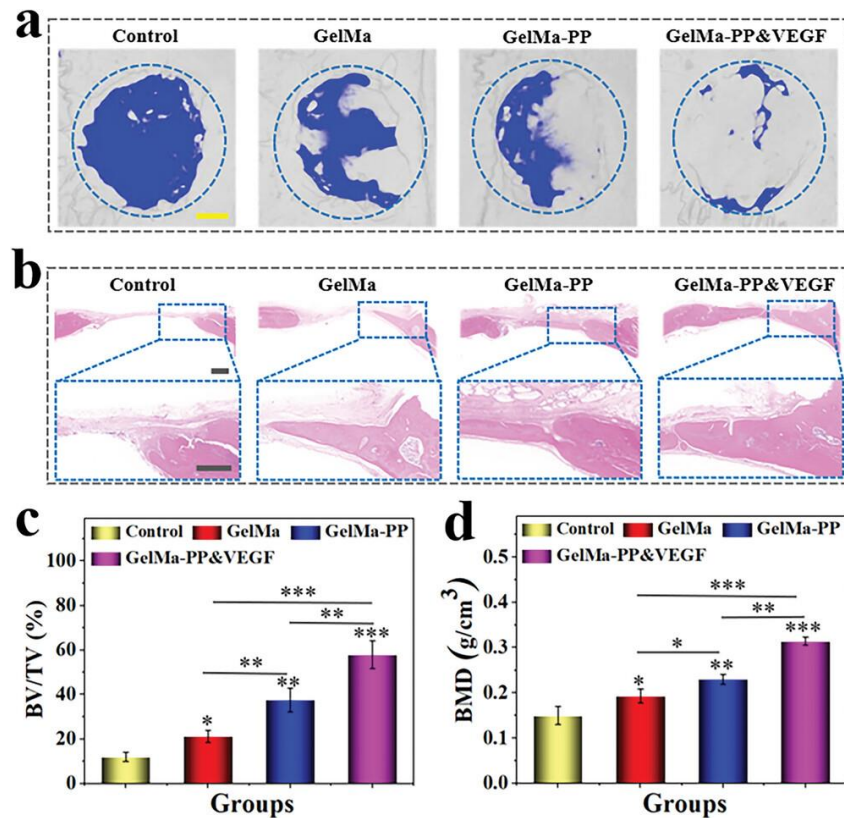 a
Control GelMa GelMa-PP GelMa-PP&VEGF
b
Control GelMa GelMa-PP GelMa-PP&VEGF
c
Control GelMa GelMa-PP
GelMa-PP&VEGF
BV/TV (%)
100
80
60
40
20
0
*
**
**
***
**
***
Groups
d
Control GelMa GelMa-PP
GelMa-PP&VEGF
BMD (g/cm³)
0.5
0.4
0.3
0.2
0.1
0.0
*
*
**
***
**
***
Groups